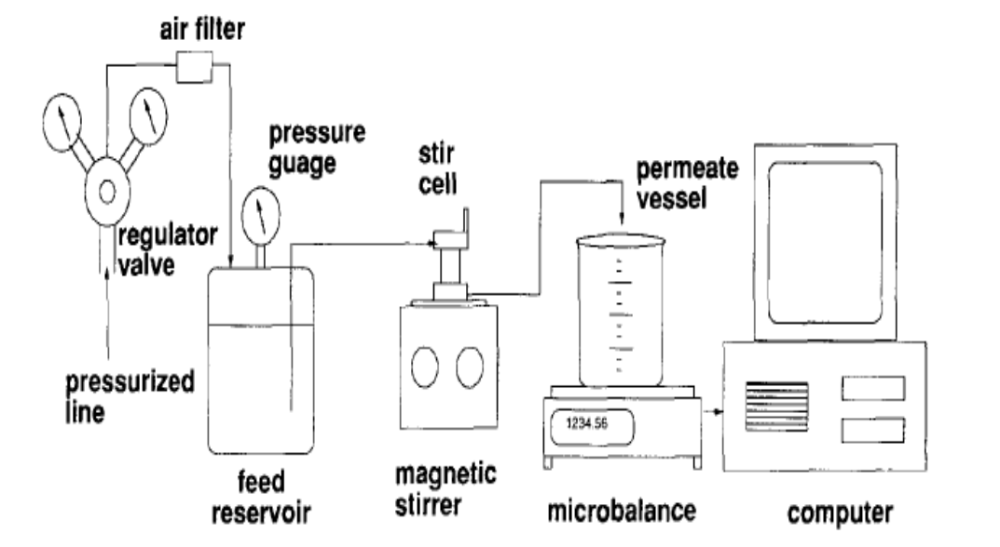 air filter
pressure
guage
stir
cell
permeate
vessel
regulator
valve
pressurized
line
1234.56
feed
reservoir
magnetic
stirrer
microbalance
computer